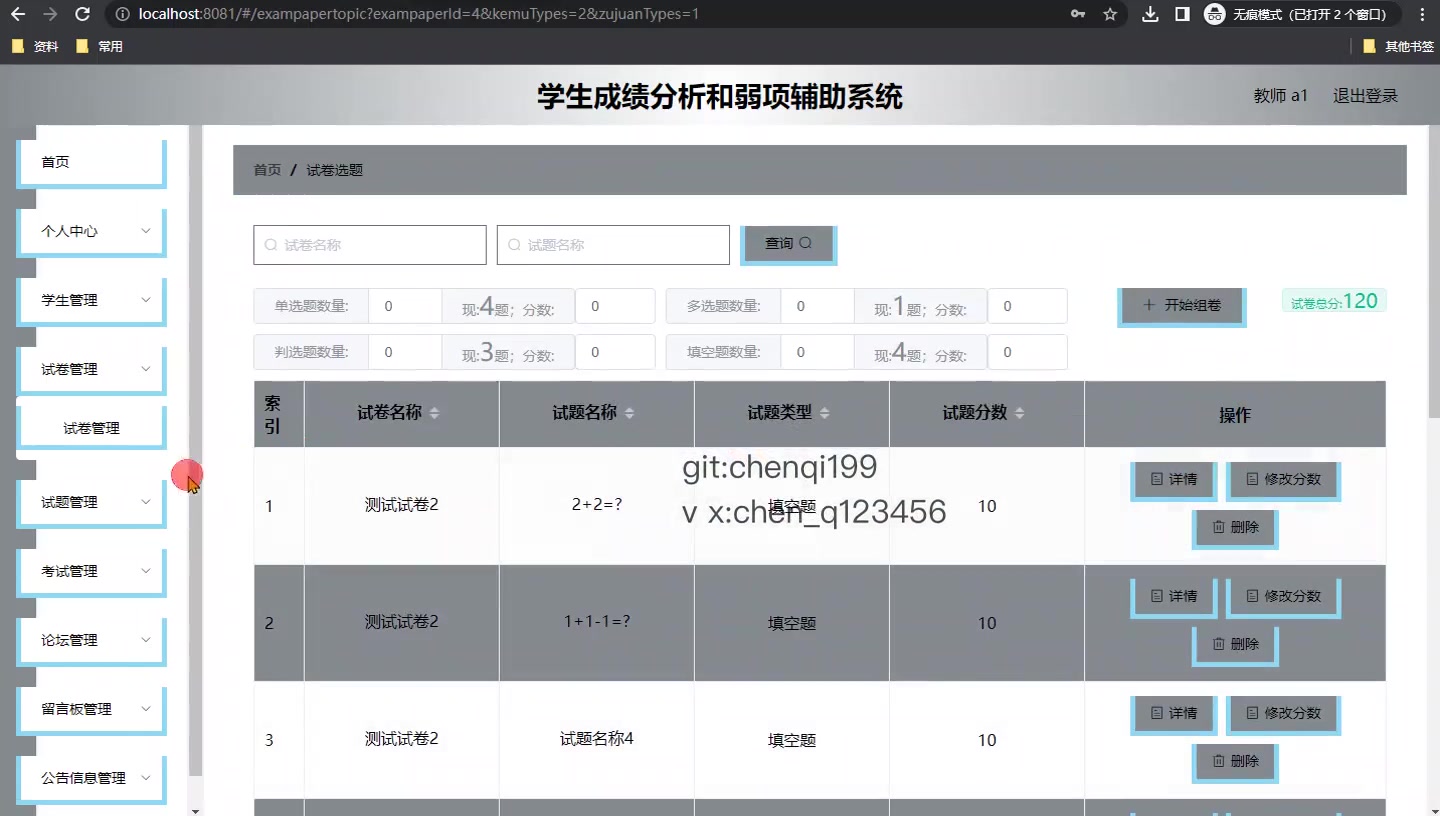 localhost:8081/#/exampapertopic?exampaperId=4&kemuTypes=2&zujuanTypes=1
无痕模式（已打开 2 个窗口）
资料 常用 其他书签
学生成绩分析和弱项辅助系统
教师 a1 退出登录
首页
个人中心
学生管理
试卷管理
试卷管理
试题管理
考试管理
论坛管理
留言板管理
公告信息管理
首页 / 试卷选题
试卷名称 试题名称 查询
单选题数量: 0 现:4题; 分数: 0 多选题数量: 0 现:1题; 分数: 0 + 开始组卷 试卷总分:120
判选题数量: 0 现:3题; 分数: 0 填空题数量: 0 现:4题; 分数: 0
索引 试卷名称 试题名称 试题类型 试题分数 操作
git:chenqi199
v x:chen_q123456
1 测试试卷2 2+2=? 填空题 10 详情 修改分数
删除
2 测试试卷2 1+1-1=? 填空题 10 详情 修改分数
删除
3 测试试卷2 试题名称4 填空题 10 详情 修改分数
删除